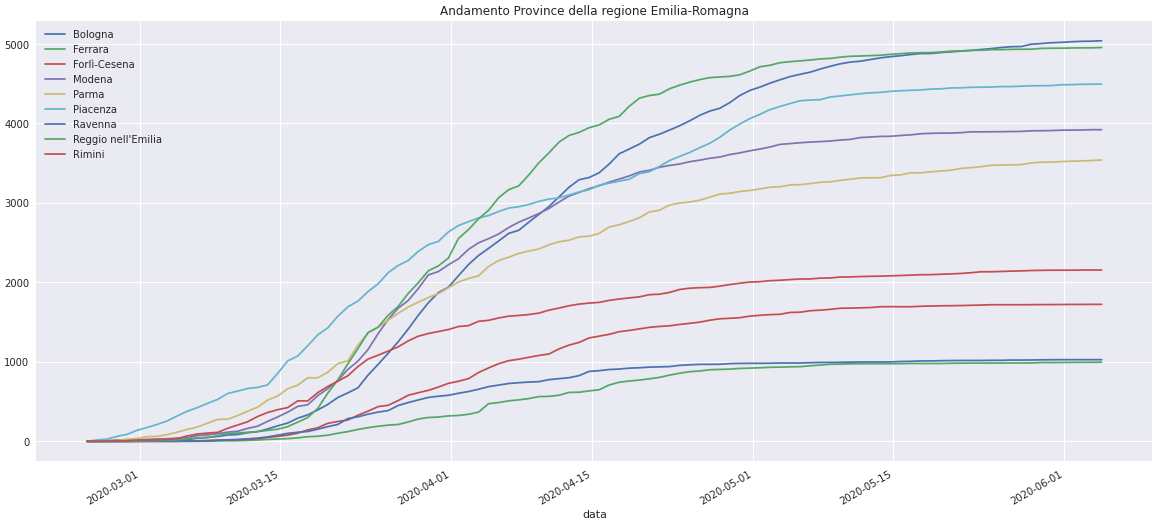 Andamento Province della regione Emilia-Romagna
Bologna
Ferrara
Forlì-Cesena
Modena
Parma
Piacenza
Ravenna
Reggio nell'Emilia
Rimini
5000
4000
3000
2000
1000
0
2020-03-01
2020-03-15
2020-04-01
2020-04-15
2020-05-01
2020-05-15
2020-06-01
data